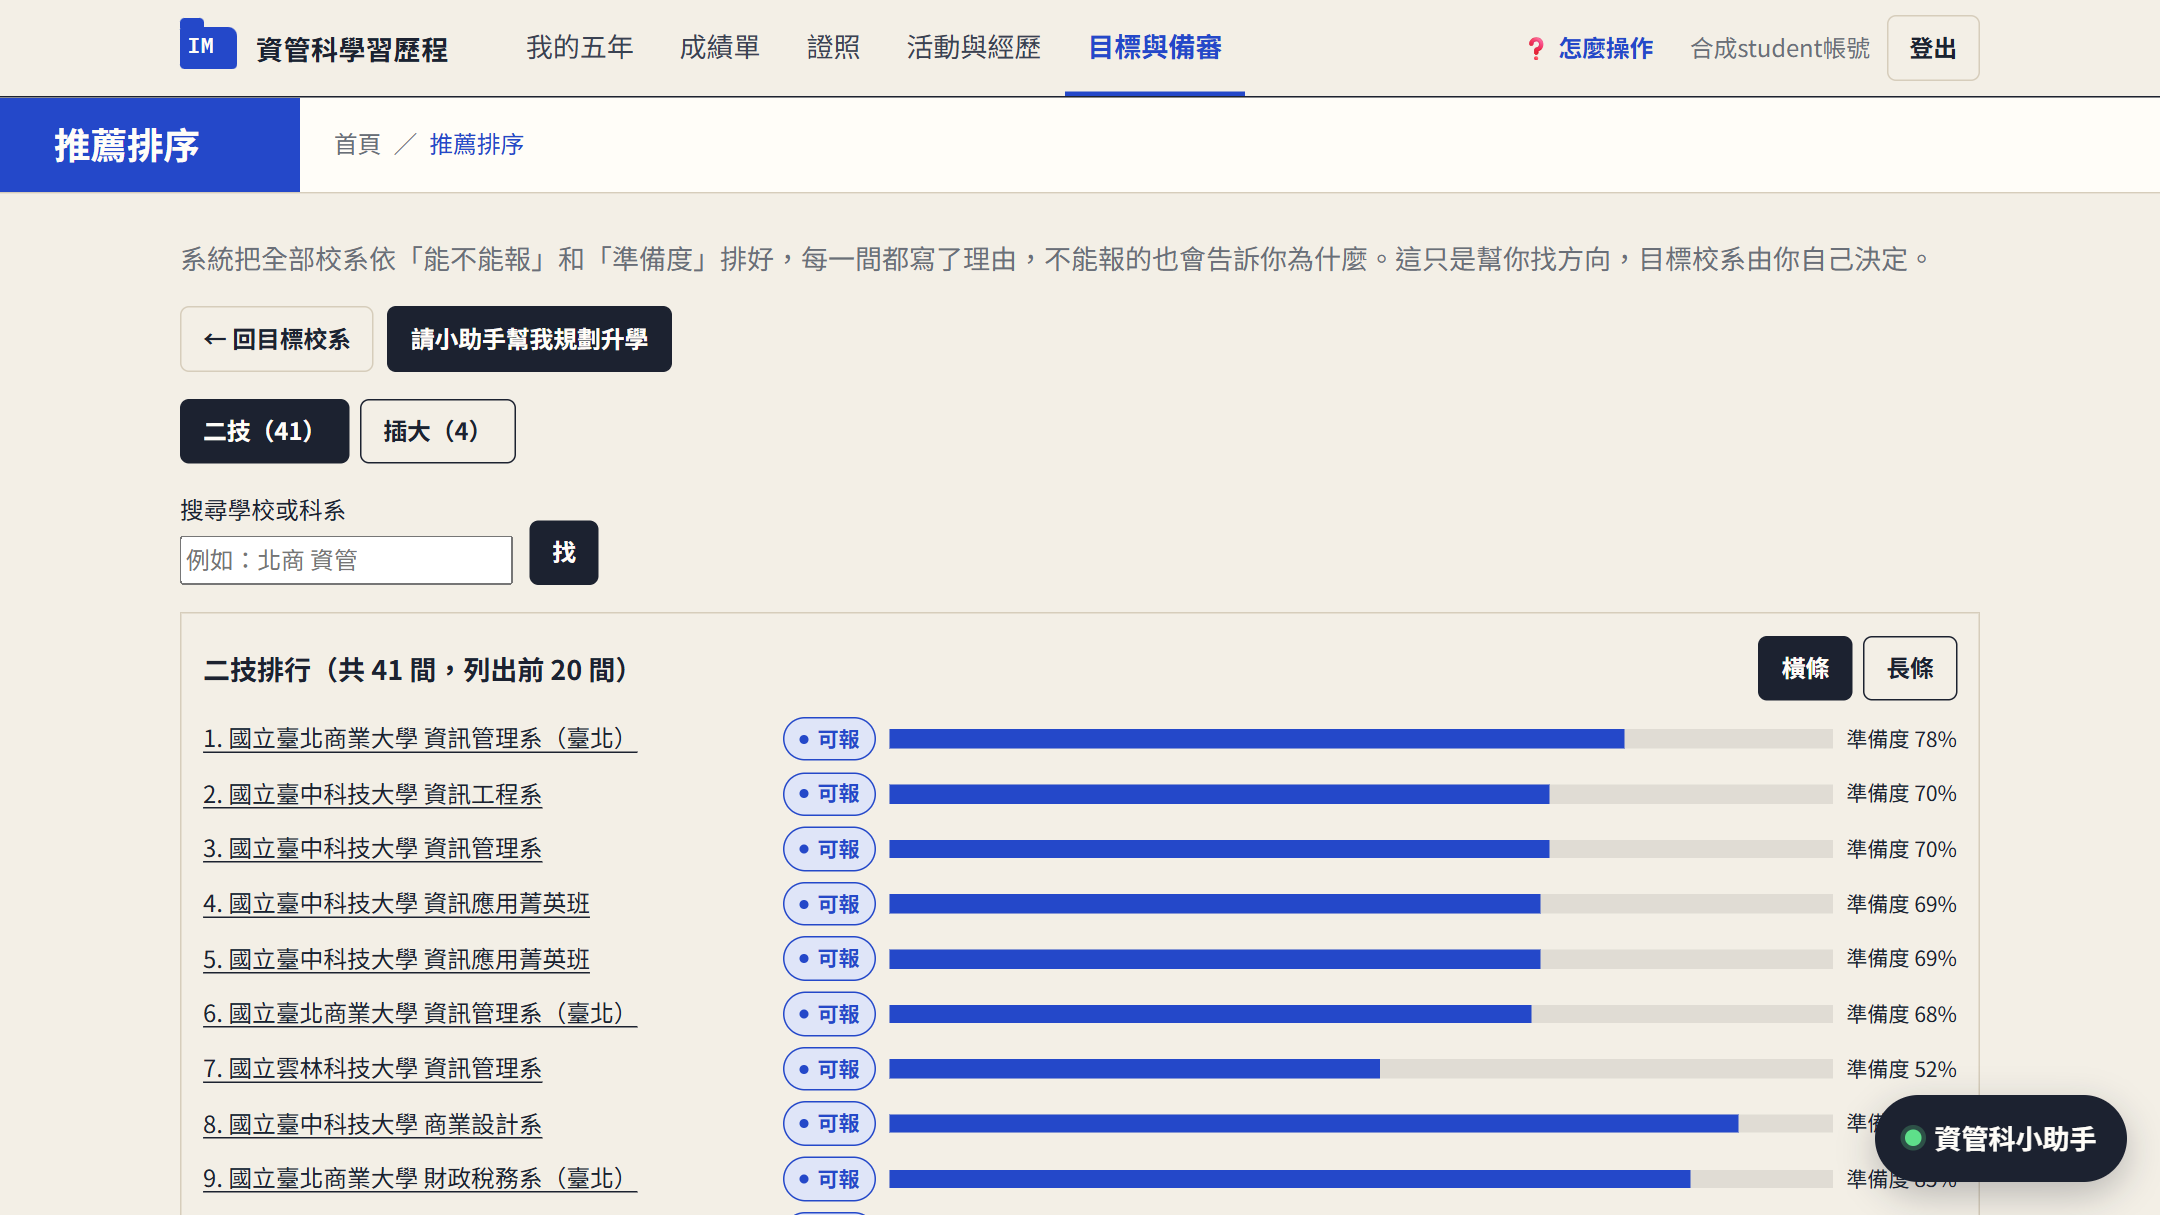 IM 資管科學習歷程 我的五年 成績單 證照 活動與經歷 目標與備審 ❓ 怎麼操作 合成student帳號 登出
推薦排序 首頁 ／ 推薦排序
系統把全部校系依「能不能報」和「準備度」排好，每一間都寫了理由，不能報的也會告訴你為什麼。這只是幫你找方向，目標校系由你自己決定。
← 回目標校系 請小助手幫我規劃升學
二技（41） 插大（4）
搜尋學校或科系
例如：北商 資管 找
二技排行（共 41 間，列出前 20 間） 橫條 長條
1. 國立臺北商業大學 資訊管理系（臺北） 可報 準備度 78%
2. 國立臺中科技大學 資訊工程系 可報 準備度 70%
3. 國立臺中科技大學 資訊管理系 可報 準備度 70%
4. 國立臺中科技大學 資訊應用菁英班 可報 準備度 69%
5. 國立臺中科技大學 資訊應用菁英班 可報 準備度 69%
6. 國立臺北商業大學 資訊管理系（臺北） 可報 準備度 68%
7. 國立雲林科技大學 資訊管理系 可報 準備度 52%
8. 國立臺中科技大學 商業設計系 可報
資管科小助手
9. 國立臺北商業大學 財政稅務系（臺北） 可報 準備度